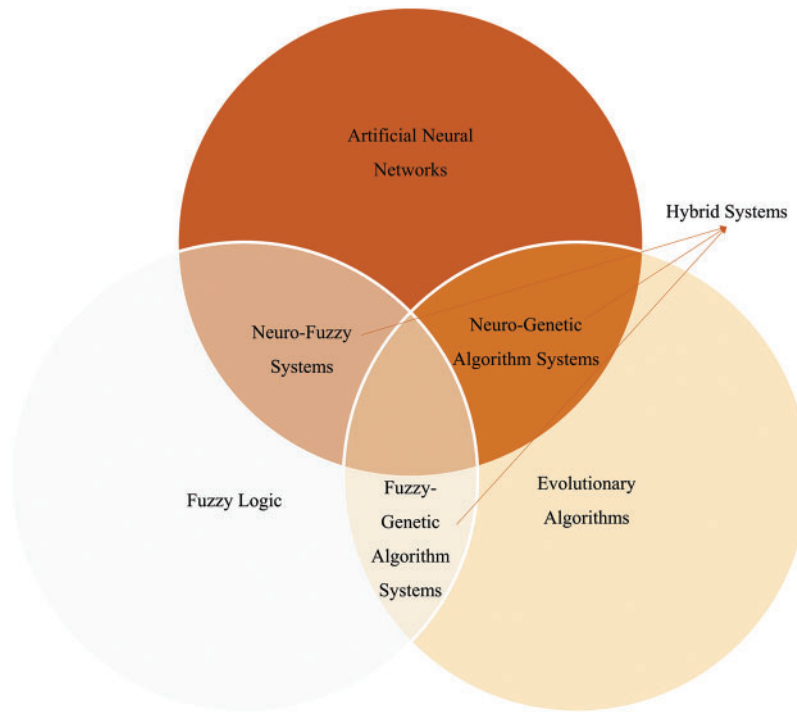 Artificial Neural
Networks
Hybrid Systems
Neuro-Fuzzy
Systems
Neuro-Genetic
Algorithm Systems
Fuzzy Logic
Fuzzy-
Genetic
Algorithm
Systems
Evolutionary
Algorithms